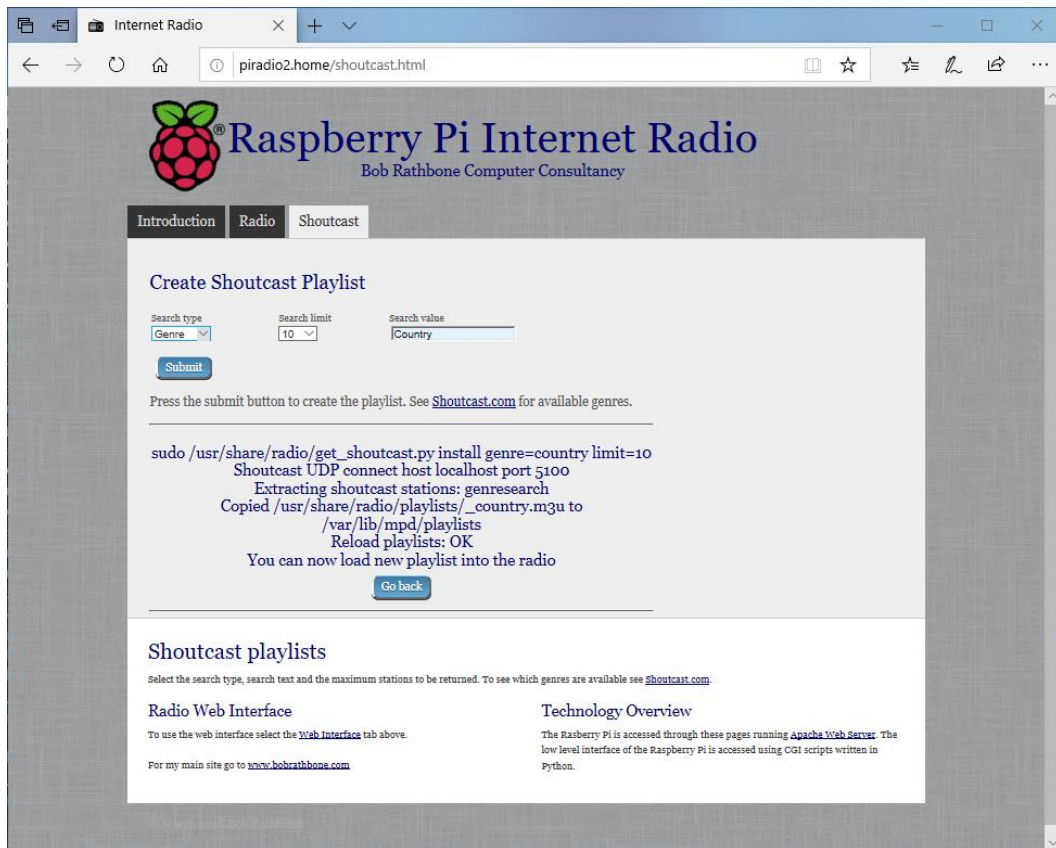 Internet Radio
piradio2.home/shoutcast.html
Raspberry Pi Internet Radio
Bob Rathbone Computer Consultancy
Introduction Radio Shoutcast
Create Shoutcast Playlist
Search type Search limit Search value
Genre 10 Country
Submit
Press the submit button to create the playlist. See Shoutcast.com for available genres.
sudo /usr/share/radio/get_shoutcast.py install genre=country limit=10
Shoutcast UDP connect host localhost port 5100
Extracting shoutcast stations: genresearch
Copied /usr/share/radio/playlists/_country.m3u to
/var/lib/mpd/playlists
Reload playlists: OK
You can now load new playlist into the radio
Go back
Shoutcast playlists
Select the search type, search text and the maximum stations to be returned. To see which genres are available see Shoutcast.com.
Radio Web Interface
To use the web interface select the Web Interface tab above.
For my main site go to www.bobrathbone.com
Technology Overview
The Rasberry Pi is accessed through these pages running Apache Web Server. The
low level interface of the Raspberry Pi is accessed using CGI scripts written in
Python.